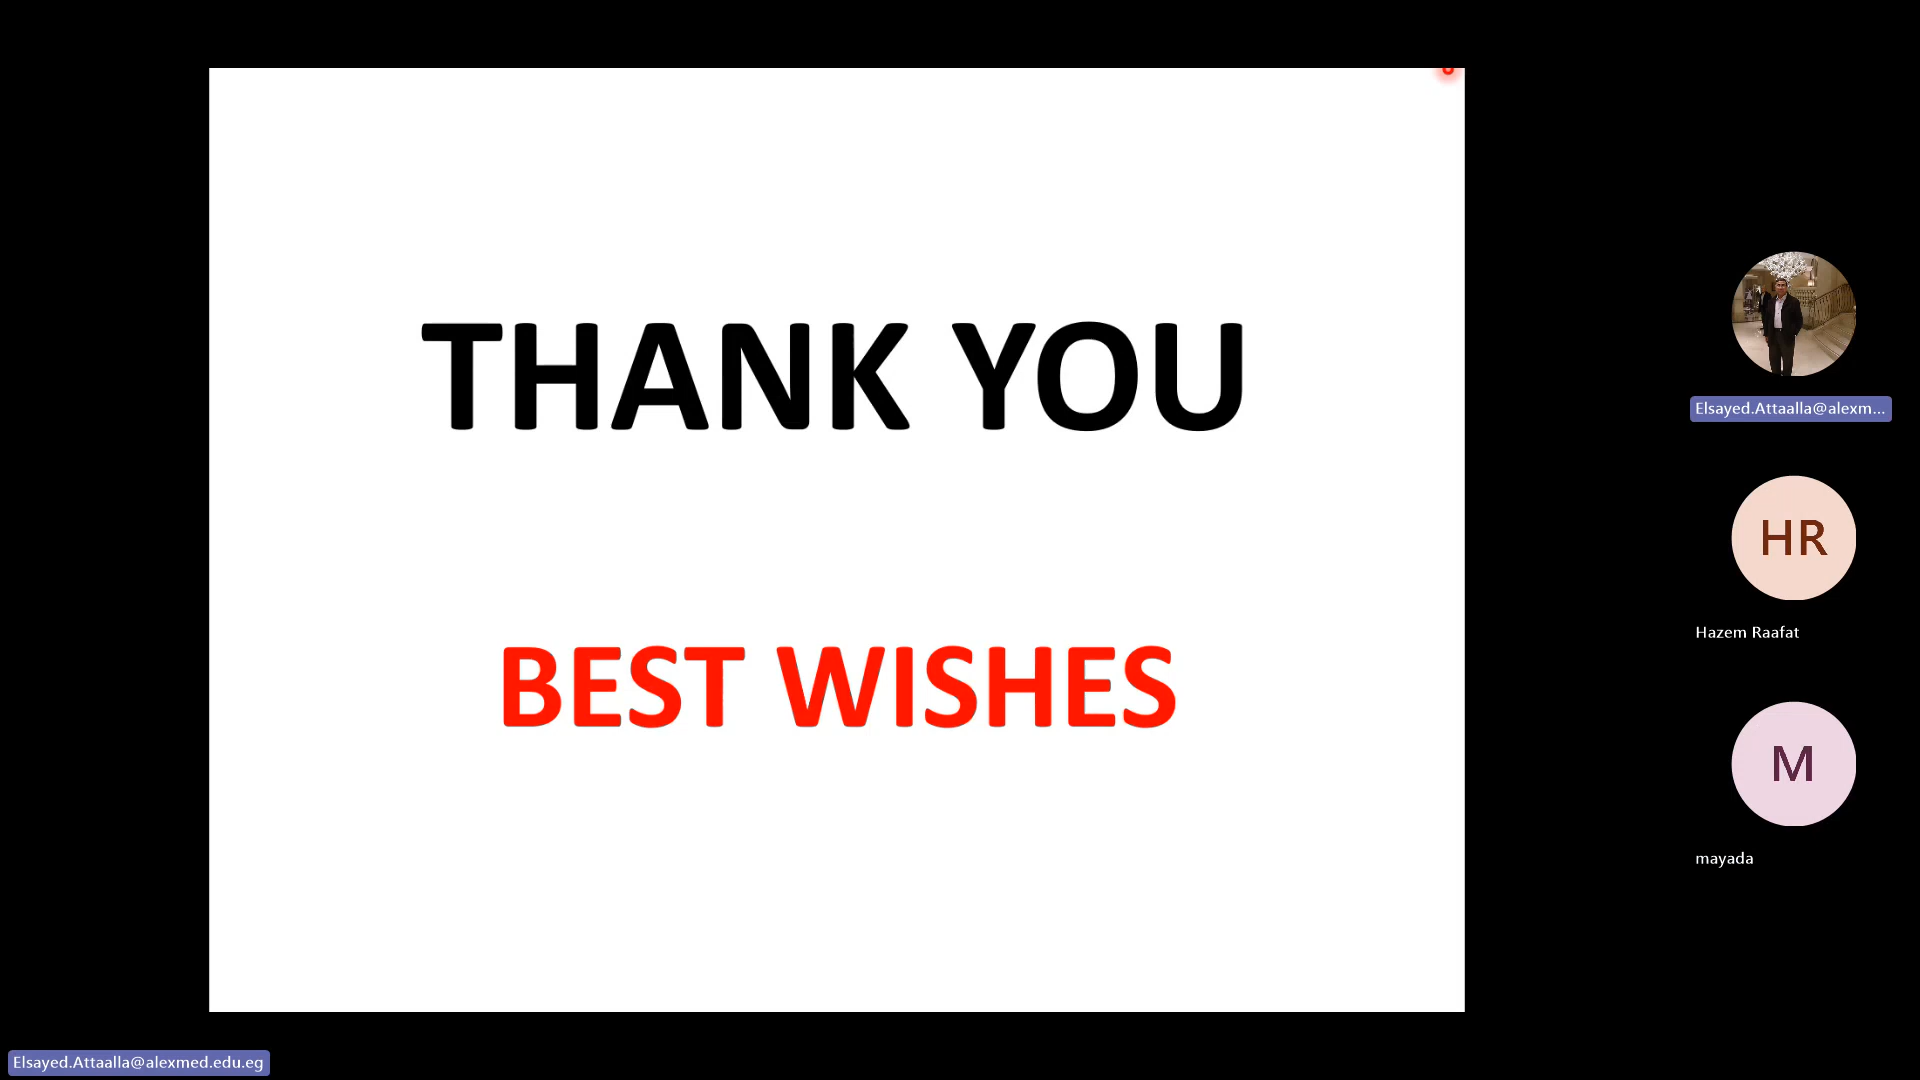 THANK YOU
BEST WISHES
Elsayed.Attaalla@alexm...
HR
Hazem Raafat
M
mayada
Elsayed.Attaalla@alexmed.edu.eg